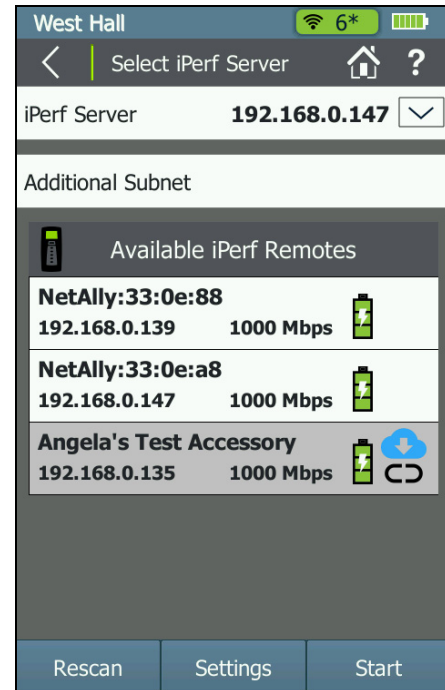 West Hall 6*
Select iPerf Server ?
iPerf Server 192.168.0.147
Additional Subnet
Available iPerf Remotes
NetAlly:33:0e:88
192.168.0.139 1000 Mbps
NetAlly:33:0e:a8
192.168.0.147 1000 Mbps
Angela's Test Accessory
192.168.0.135 1000 Mbps
Rescan Settings Start